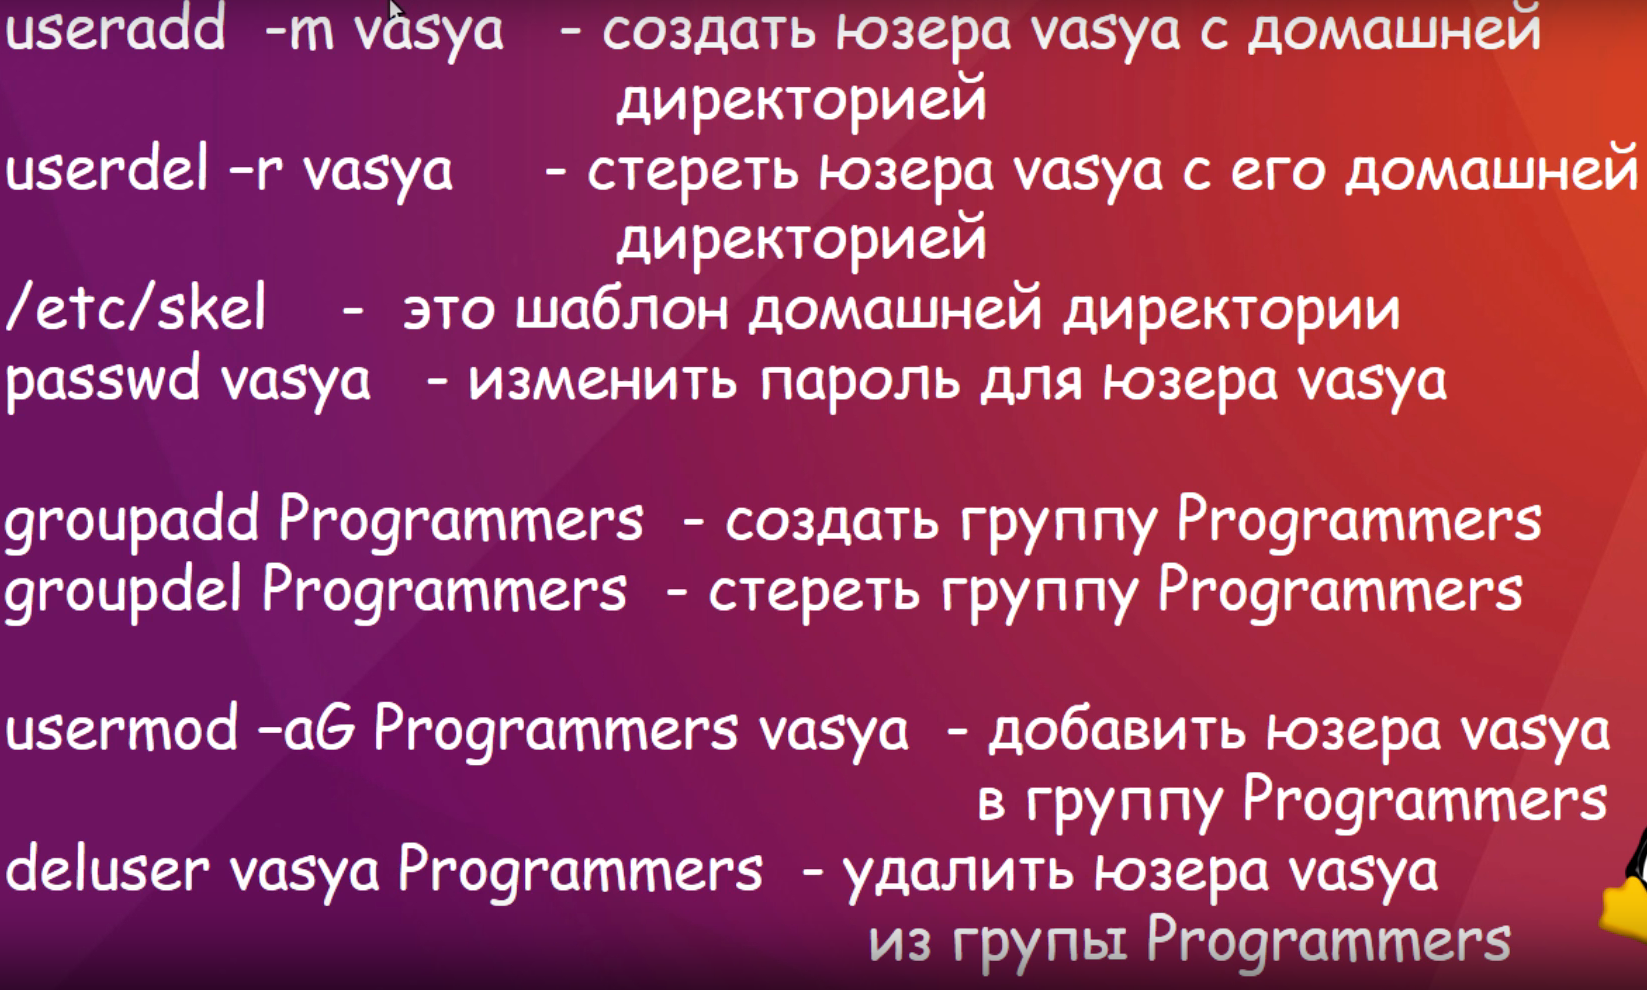 useradd -m vasya - создать юзера vasya с домашней
директорией
userdel –r vasya - стереть юзера vasya с его домашней
директорией
/etc/skel - это шаблон домашней директории
passwd vasya - изменить пароль для юзера vasya
groupadd Programmers - создать группу Programmers
groupdel Programmers - стереть группу Programmers
usermod –aG Programmers vasya - добавить юзера vasya
в группу Programmers
deluser vasya Programmers - удалить юзера vasya
из групы Programmers